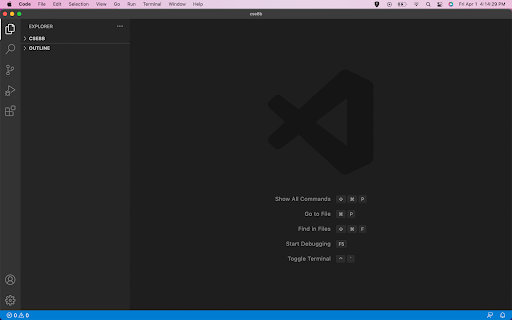 Code File Edit Selection View Go Run Terminal Window Help Fri Apr 1 4:14:29 PM
cse8b
EXPLORER
CSE8B
OUTLINE
Show All Commands ⇧ ⌘ P
Go to File ⌘ P
Find in Files ⇧ ⌘ F
Start Debugging F5
Toggle Terminal ⌃ `
0 0